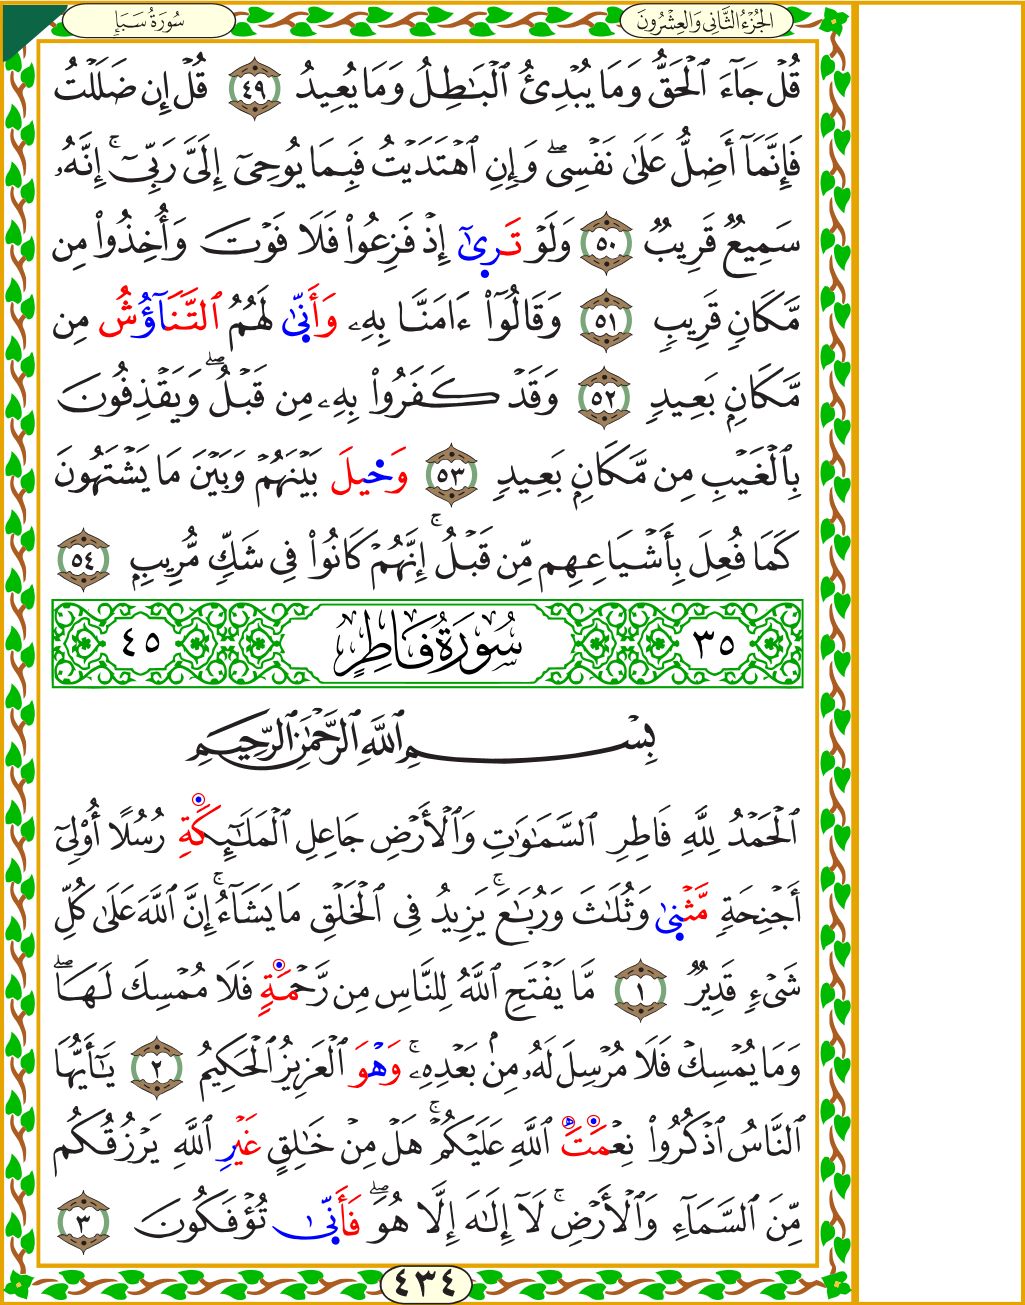 سُورَةُ سَبَإٍ
الجُزْءُ الثَّانِي وَالعِشْرُونَ
قُلۡ جَآءَ ٱلۡحَقُّ وَمَا يُبۡدِئُ ٱلۡبَـٰطِلُ وَمَا يُعِيدُ ٤٩ قُلۡ إِن ضَلَلۡتُ
فَإِنَّمَآ أَضِلُّ عَلَىٰ نَفۡسِيۖ وَإِنِ ٱهۡتَدَيۡتُ فَبِمَا يُوحِيٓ إِلَيَّ رَبِّيٓۚ إِنَّهُۥ
سَمِيعٌ قَرِيبٌ ٥٠ وَلَوۡ تَرِىٰٓ إِذۡ فَزِعُواْ فَلَا فَوۡتَ وَأُخِذُواْ مِن
مَّكَانٍ قَرِيبٍ ٥١ وَقَالُوٓاْ ءَامَنَّا بِهِۦ وَأَنِّىٰ لَهُمُ ٱلتَّنَآؤُشُ مِن
مَّكَانٍۭ بَعِيدٍ ٥٢ وَقَدۡ كَفَرُواْ بِهِۦ مِن قَبۡلُۖ وَيَقۡذِفُونَ
بِٱلۡغَيۡبِ مِن مَّكَانٍۭ بَعِيدٍ ٥٣ وَحِيلَ بَيۡنَهُمۡ وَبَيۡنَ مَا يَشۡتَهُونَ
كَمَا فُعِلَ بِأَشۡيَاعِهِم مِّن قَبۡلُۚ إِنَّهُمۡ كَانُواْ فِي شَكٍّ مُّرِيبٍۭ ٥٤
٣٥ سُورَةُ فَاطِرٍ ٤٥
بِسۡمِ ٱللَّهِ ٱلرَّحۡمَٰنِ ٱلرَّحِيمِ
ٱلۡحَمۡدُ لِلَّهِ فَاطِرِ ٱلسَّمَٰوَٰتِ وَٱلۡأَرۡضِ جَاعِلِ ٱلۡمَلَـٰٓئِكَةِ رُسُلًا أُوْلِيٓ
أَجۡنِحَةٍ مَّثۡنِىٰ وَثُلَٰثَ وَرُبَٰعَۚ يَزِيدُ فِي ٱلۡخَلۡقِ مَا يَشَآءُۚ إِنَّ ٱللَّهَ عَلَىٰ كُلِّ
شَيۡءٍ قَدِيرٌ ١ مَّا يَفۡتَحِ ٱللَّهُ لِلنَّاسِ مِن رَّحۡمَةٍ فَلَا مُمۡسِكَ لَهَاۖ
وَمَا يُمۡسِكۡ فَلَا مُرۡسِلَ لَهُۥ مِنۢ بَعۡدِهِۦۚ وَهۡوَ ٱلۡعَزِيزُ ٱلۡحَكِيمُ ٢ يَـٰٓأَيُّهَا
ٱلنَّاسُ ٱذۡكُرُواْ نِعۡمَتَ ٱللَّهِ عَلَيۡكُمۡۚ هَلۡ مِنۡ خَٰلِقٍ غَيۡرِ ٱللَّهِ يَرۡزُقُكُم
مِّنَ ٱلسَّمَآءِ وَٱلۡأَرۡضِۚ لَآ إِلَٰهَ إِلَّا هُوَۖ فَأَنِّىٰ تُؤۡفَكُونَ ٣
٤٣٤